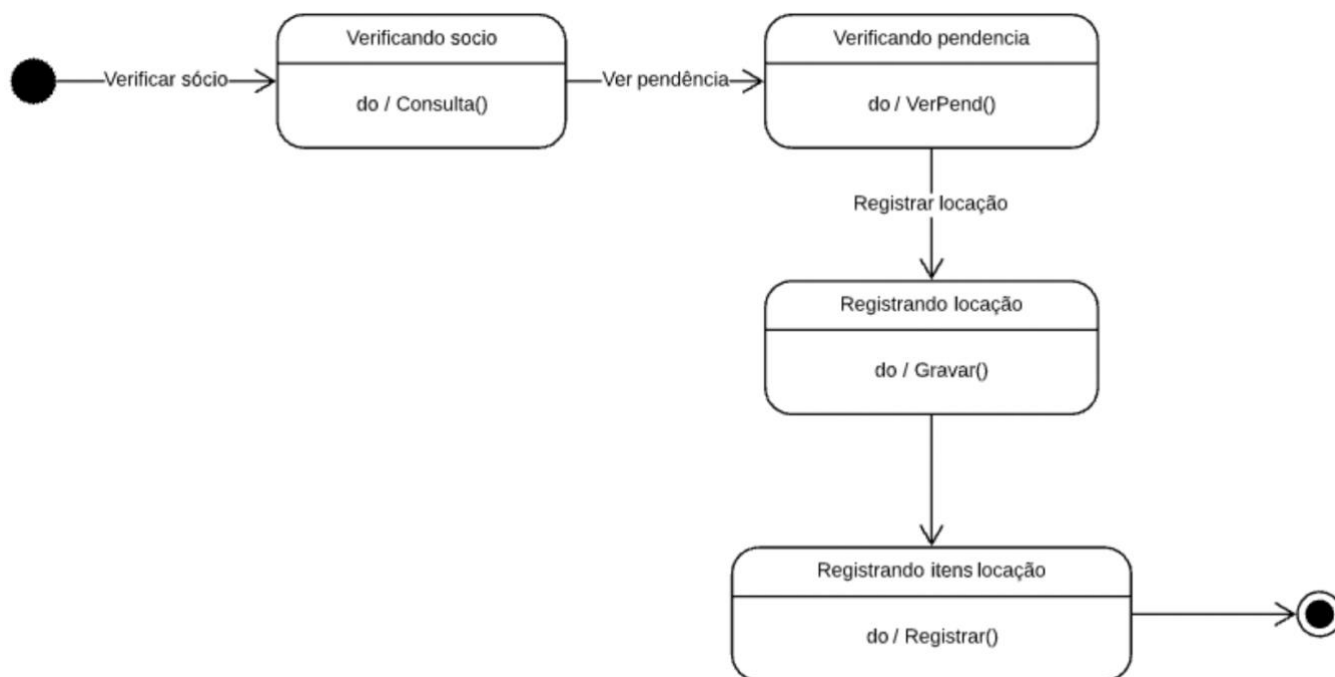 Verificar sócio
Verificando socio
do / Consulta()
Ver pendência
Verificando pendencia
do / VerPend()
Registrar locação
Registrando locação
do / Gravar()
Registrando itens locação
do / Registrar()